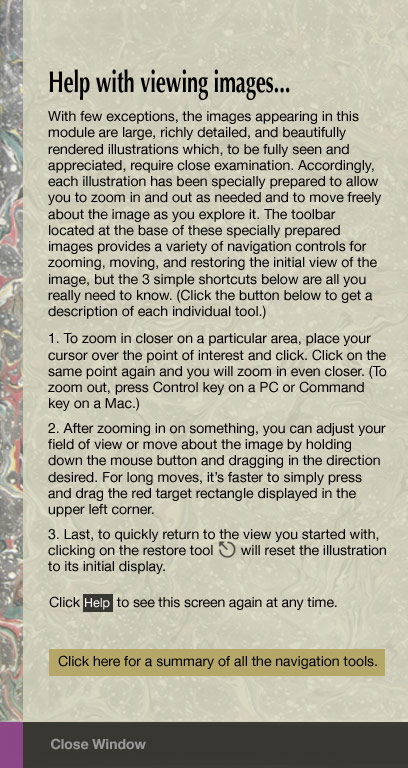 Help with viewing images...
With few exceptions, the images appearing in this
module are large, richly detailed, and beautifully
rendered illustrations which, to be fully seen and
appreciated, require close examination. Accordingly,
each illustration has been specially prepared to allow
you to zoom in and out as needed and to move freely
about the image as you explore it. The toolbar
located at the base of these specially prepared
images provides a variety of navigation controls for
zooming, moving, and restoring the initial view of the
image, but the 3 simple shortcuts below are all you
really need to know. (Click the button below to get a
description of each individual tool.)
1. To zoom in closer on a particular area, place your
cursor over the point of interest and click. Click on the
same point again and you will zoom in even closer. (To
zoom out, press Control key on a PC or Command
key on a Mac.)
2. After zooming in on something, you can adjust your
field of view or move about the image by holding
down the mouse button and dragging in the direction
desired. For long moves, it's faster to simply press
and drag the red target rectangle displayed in the
upper left corner.
3. Last, to quickly return to the view you started with,
clicking on the restore tool will reset the illustration
to its initial display.
Click Help to see this screen again at any time.
Click here for a summary of all the navigation tools.
Close Window